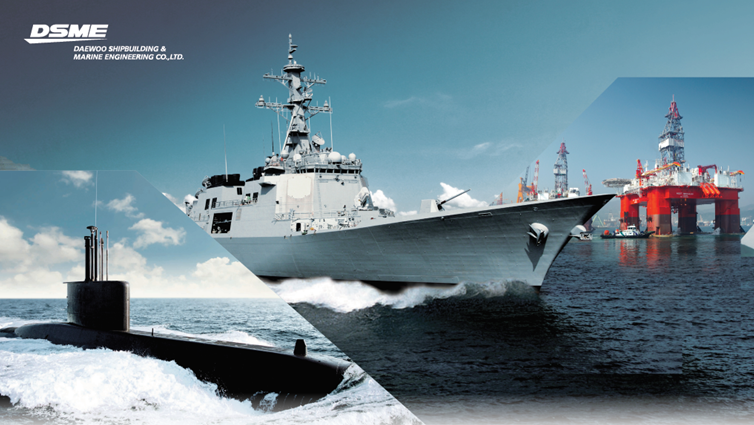 DSME
DAEWOO SHIPBUILDING &
MARINE ENGINEERING CO.,LTD.